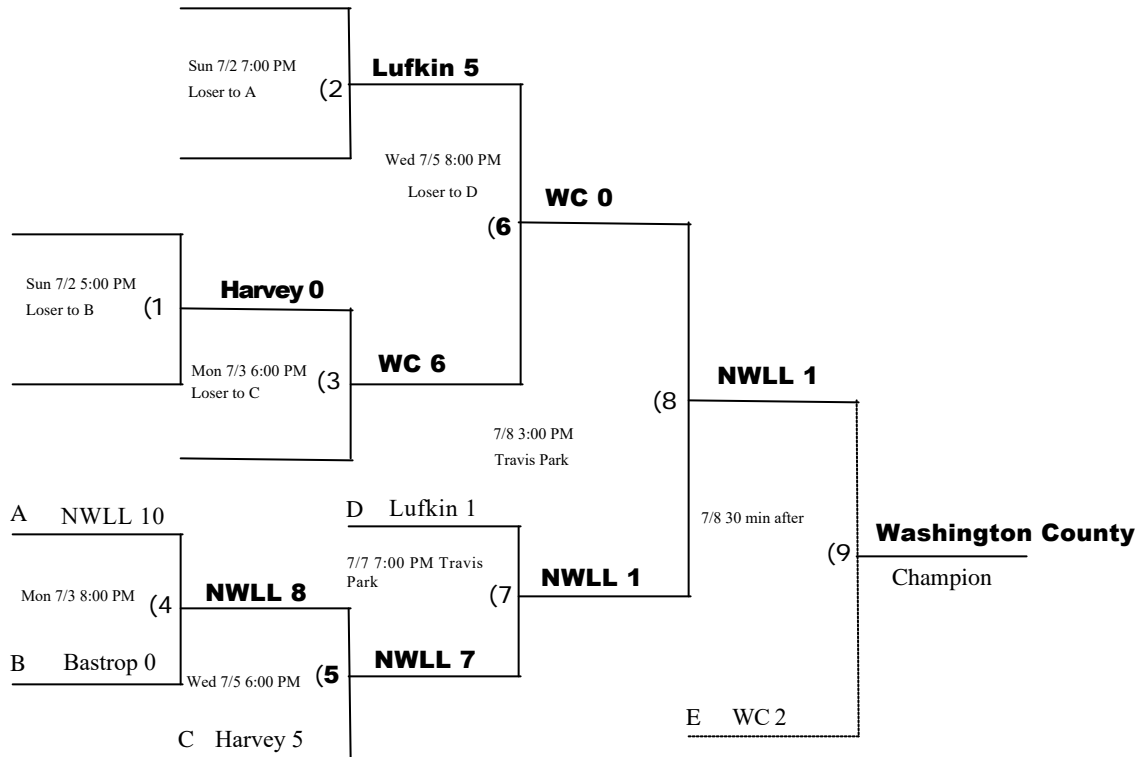 Sun 7/2 7:00 PM
Loser to A
(2
Lufkin 5
Wed 7/5 8:00 PM
Loser to D
(6
WC 0
Sun 7/2 5:00 PM
Loser to B
(1
Harvey 0
Mon 7/3 6:00 PM
Loser to C
(3
WC 6
(8
NWLL 1
7/8 3:00 PM
Travis Park
A NWLL 10
D Lufkin 1
7/8 30 min after
Mon 7/3 8:00 PM
(4
NWLL 8
7/7 7:00 PM Travis
Park
(7
NWLL 1
(9
Washington County
Champion
B Bastrop 0
Wed 7/5 6:00 PM
(5
NWLL 7
C Harvey 5
E WC 2